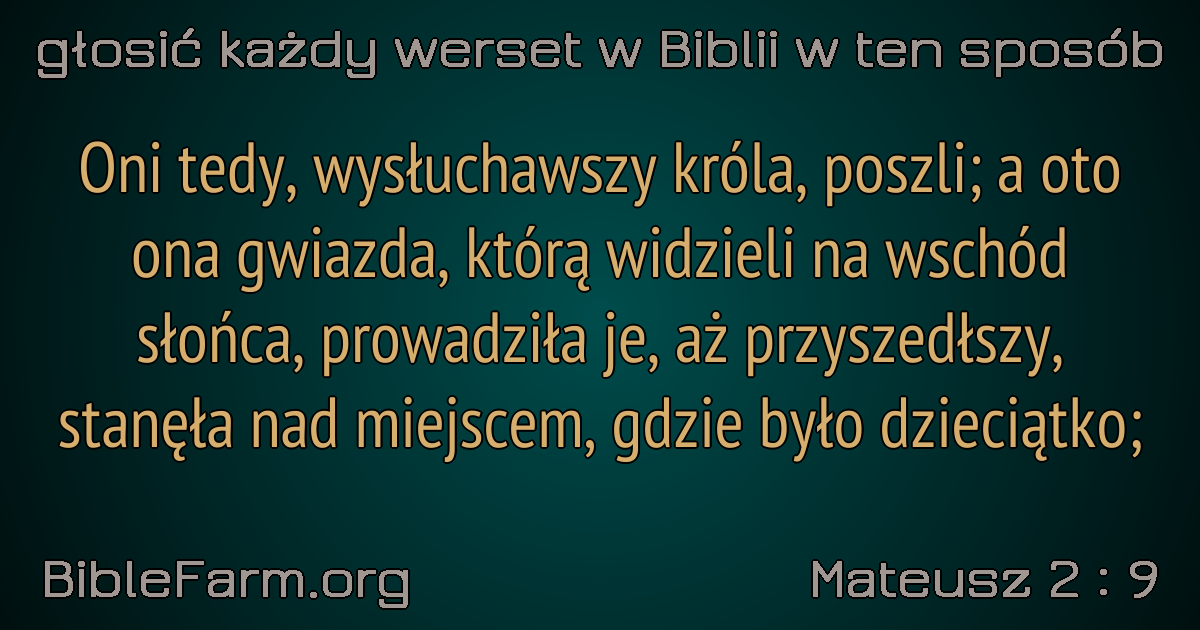 głosić każdy werset w Biblii w ten sposób
Oni tedy, wysłuchawszy króla, poszli; a oto
ona gwiazda, którą widzieli na wschód
słońca, prowadziła je, aż przyszedłszy,
stanęła nad miejscem, gdzie było dzieciątko;
BibleFarm.org
Mateusz 2 : 9